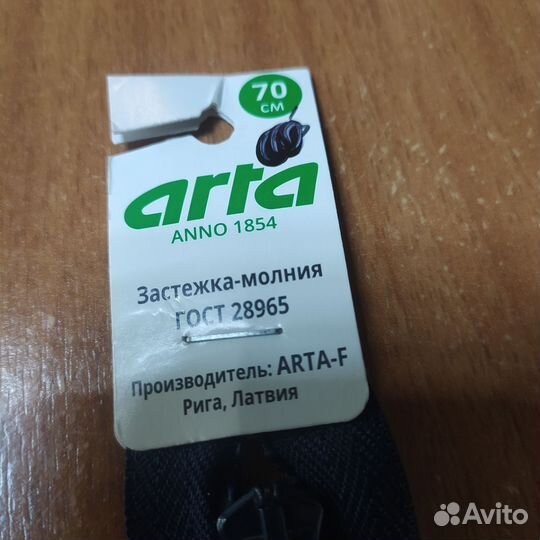 70
СМ
arta
ANNO 1854
Застежка-молния
ГОСТ 28965
Производитель: ARTA-F
Рига, Латвия
Avito